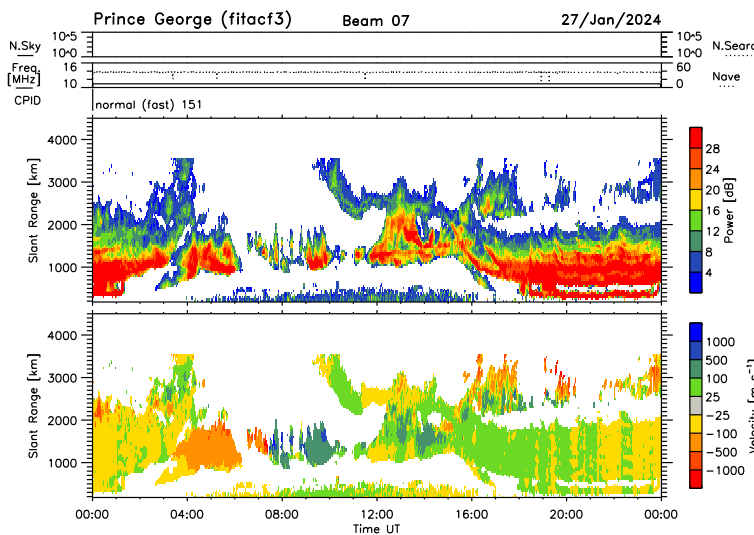 Prince George (fitacf3) Beam 07 27/Jan/2024
N.Sky 10^5 10^0 10^5 10^0 N.Searc
Freq. [MHz] 16 10 60 0 Nave
CPID normal (fast) 151
Slant Range [km] 4000 3000 2000 1000
Power [dB] 28 24 20 16 12 8 4
Slant Range [km] 4000 3000 2000 1000
Velocity [m s⁻¹] 1000 500 100 25 -25 -100 -500 -1000
00:00 04:00 08:00 12:00 16:00 20:00 00:00
Time UT